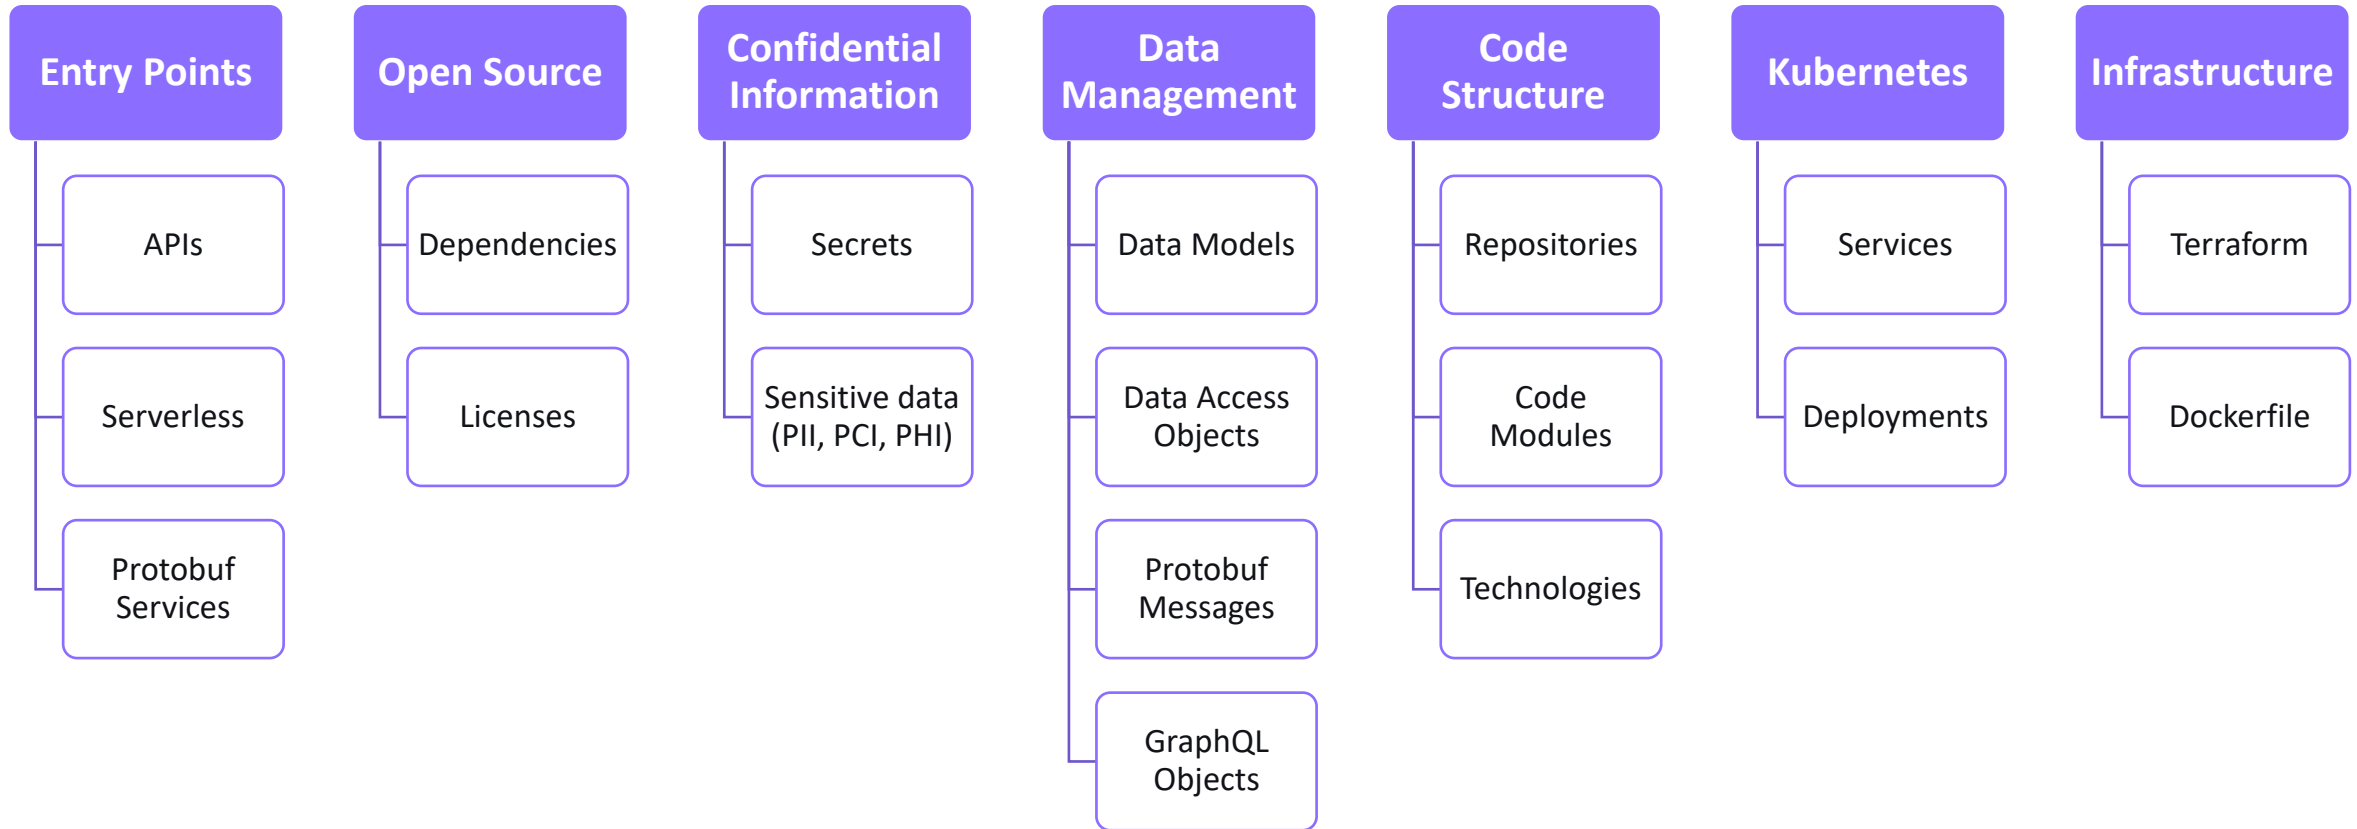 Entry Points
APIs
Serverless
Protobuf
Services
Open Source
Dependencies
Licenses
Confidential
Information
Secrets
Sensitive data
(PII, PCI, PHI)
Data
Management
Data Models
Data Access
Objects
Protobuf
Messages
GraphQL
Objects
Code
Structure
Repositories
Code
Modules
Technologies
Kubernetes
Services
Deployments
Infrastructure
Terraform
Dockerfile